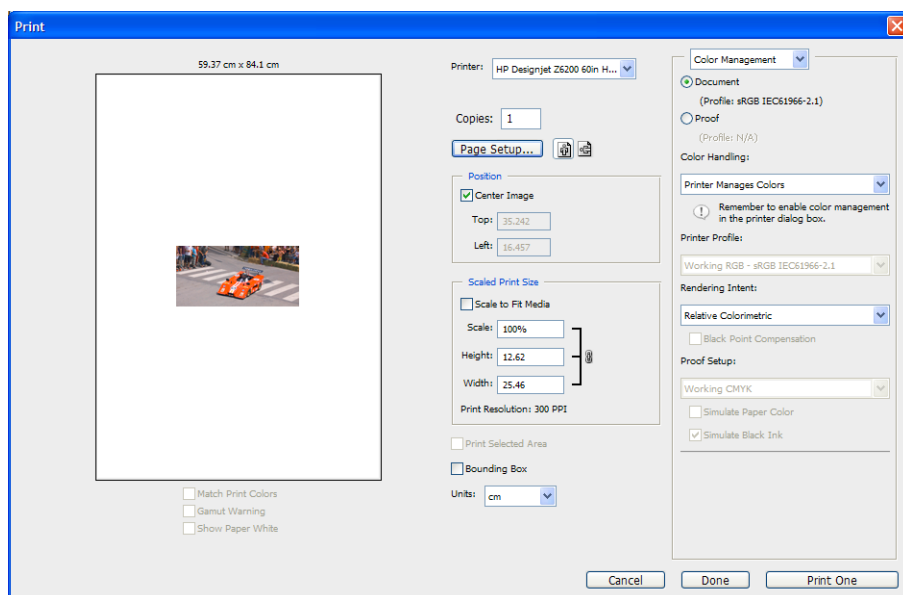 Print
59.37 cm x 84.1 cm
Match Print Colors
Gamut Warning
Show Paper White
Printer: HP Designjet Z6200 60in H...
Copies: 1
Page Setup...
Position
Center Image
Top: 35.242
Left: 16.457
Scaled Print Size
Scale to Fit Media
Scale: 100%
Height: 12.62
Width: 25.46
Print Resolution: 300 PPI
Print Selected Area
Bounding Box
Units: cm
Color Management
Document
(Profile: sRGB IEC61966-2.1)
Proof
(Profile: N/A)
Color Handling:
Printer Manages Colors
Remember to enable color management
in the printer dialog box.
Printer Profile:
Working RGB - sRGB IEC61966-2.1
Rendering Intent:
Relative Colorimetric
Black Point Compensation
Proof Setup:
Working CMYK
Simulate Paper Color
Simulate Black Ink
Cancel
Done
Print One